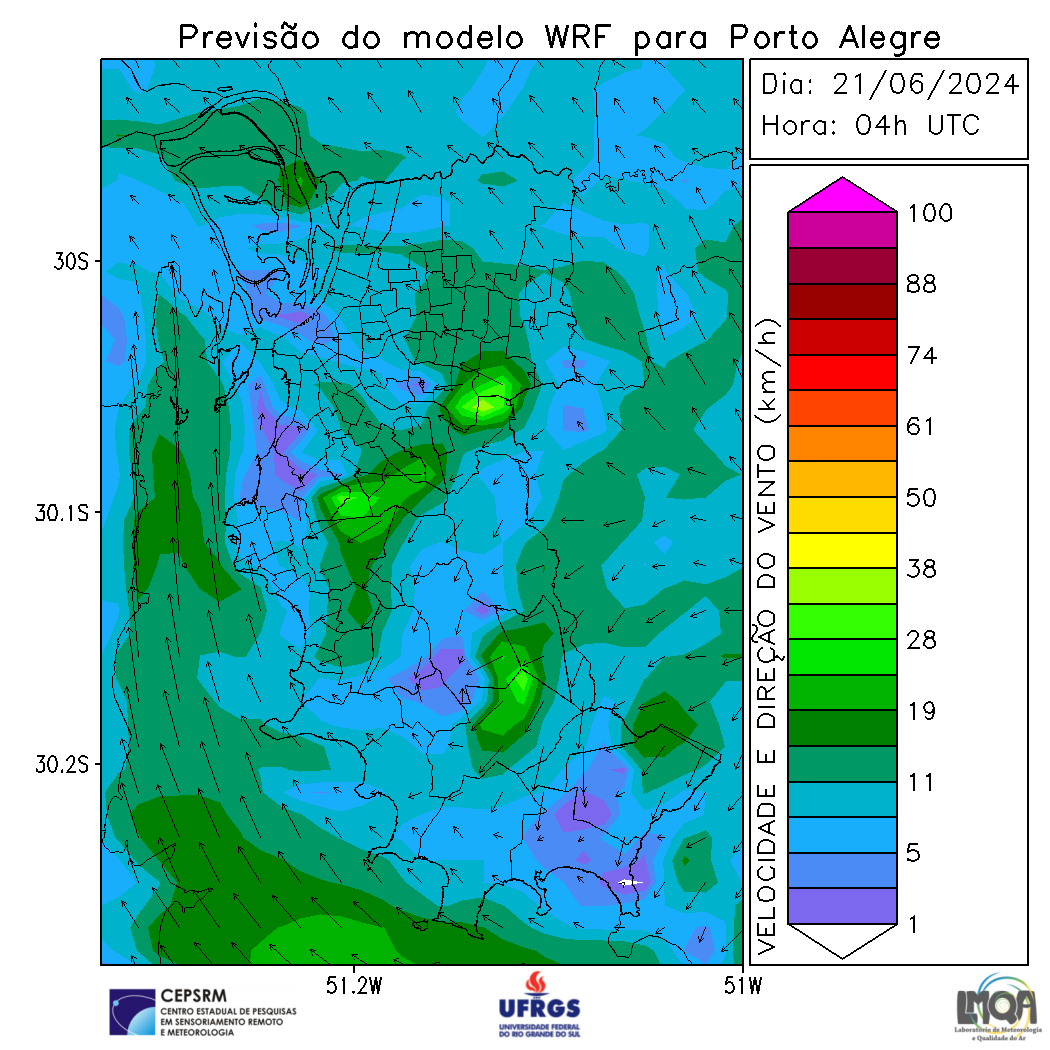 Previsão do modelo WRF para Porto Alegre
Dia: 21/06/2024
Hora: 04h UTC
30S
30.1S
30.2S
51.2W
51W
VELOCIDADE E DIREÇÃO DO VENTO (km/h)
100
88
74
61
50
38
28
19
11
5
1
CEPSRM
CENTRO ESTADUAL DE PESQUISAS
EM SENSORIAMENTO REMOTO
E METEOROLOGIA
UFRGS
UNIVERSIDADE FEDERAL
DO RIO GRANDE DO SUL
LMQA
Laboratório de Meteorologia
e Qualidade do Ar